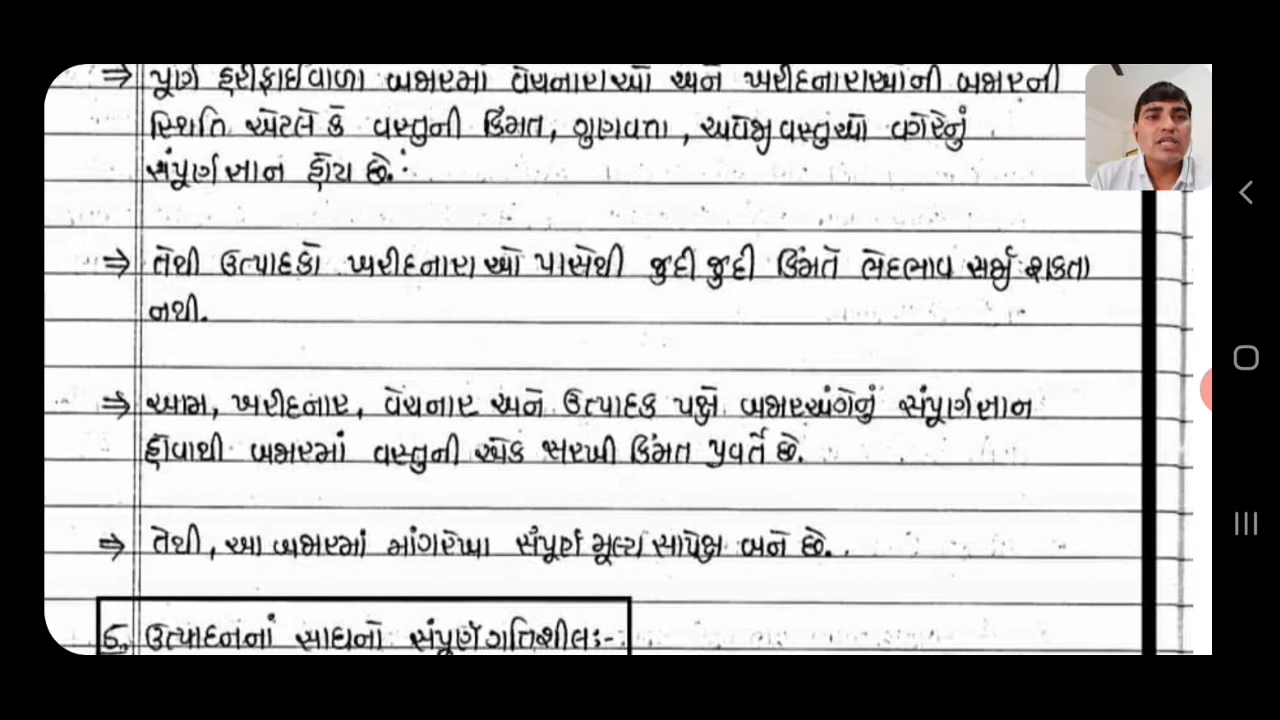 ⇒ પૂર્ણ હરીફાઈવાળા બજારમાં વેચનારાઓ અને ખરીદનારાઓની બજારની
સ્થિતિ એટલે કે વસ્તુની કિંમત, ગુણવત્તા, અવેજી વસ્તુઓ વગેરેનું
સંપૂર્ણ જ્ઞાન હોય છે.
⇒ તેથી ઉત્પાદકો ખરીદનારાઓ પાસેથી જુદી જુદી કિંમતે ભેદભાવ સર્જી શકતા
નથી.
⇒ આમ, ખરીદનાર, વેચનાર અને ઉત્પાદક પક્ષે બજારઅંગેનું સંપૂર્ણ જ્ઞાન
હોવાથી બજારમાં વસ્તુની એક સરખી કિંમત પ્રવર્તે છે.
⇒ તેથી, આ બજારમાં માંગરેખા સંપૂર્ણ મૂલ્ય સાપેક્ષ બને છે.
6. ઉત્પાદનનાં સાધનો સંપૂર્ણ ગતિશીલ:-